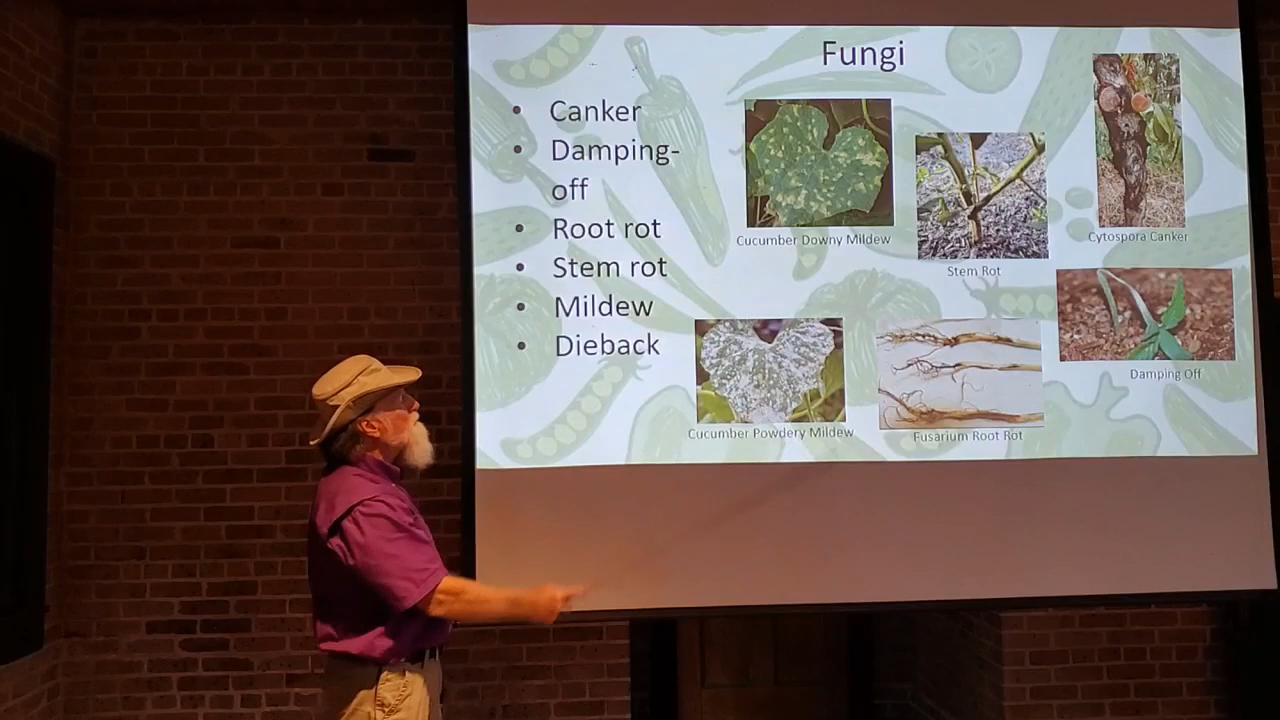 Fungi
• Canker
• Damping-
off
• Root rot
• Stem rot
• Mildew
• Dieback
Cucumber Downy Mildew
Stem Rot
Cytospora Canker
Cucumber Powdery Mildew
Fusarium Root Rot
Damping Off